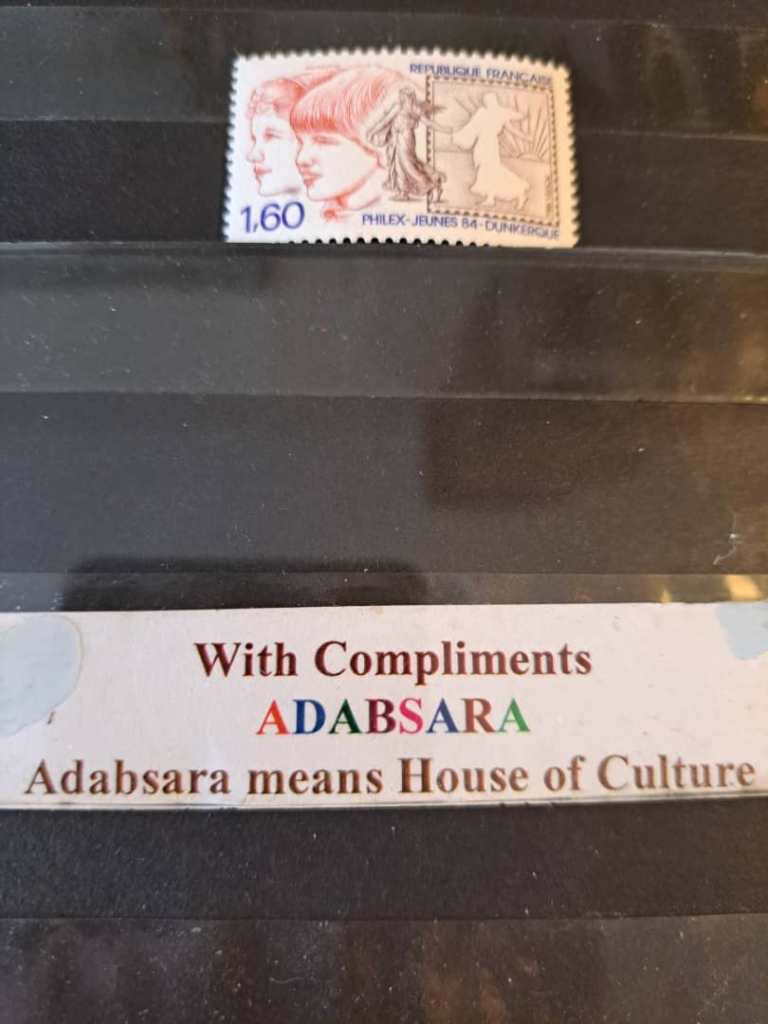 REPUBLIQUE FRANÇAISE
1,60
PHILEX-JEUNES 84-DUNKERQUE
With Compliments
ADABSARA
Adabsara means House of Culture